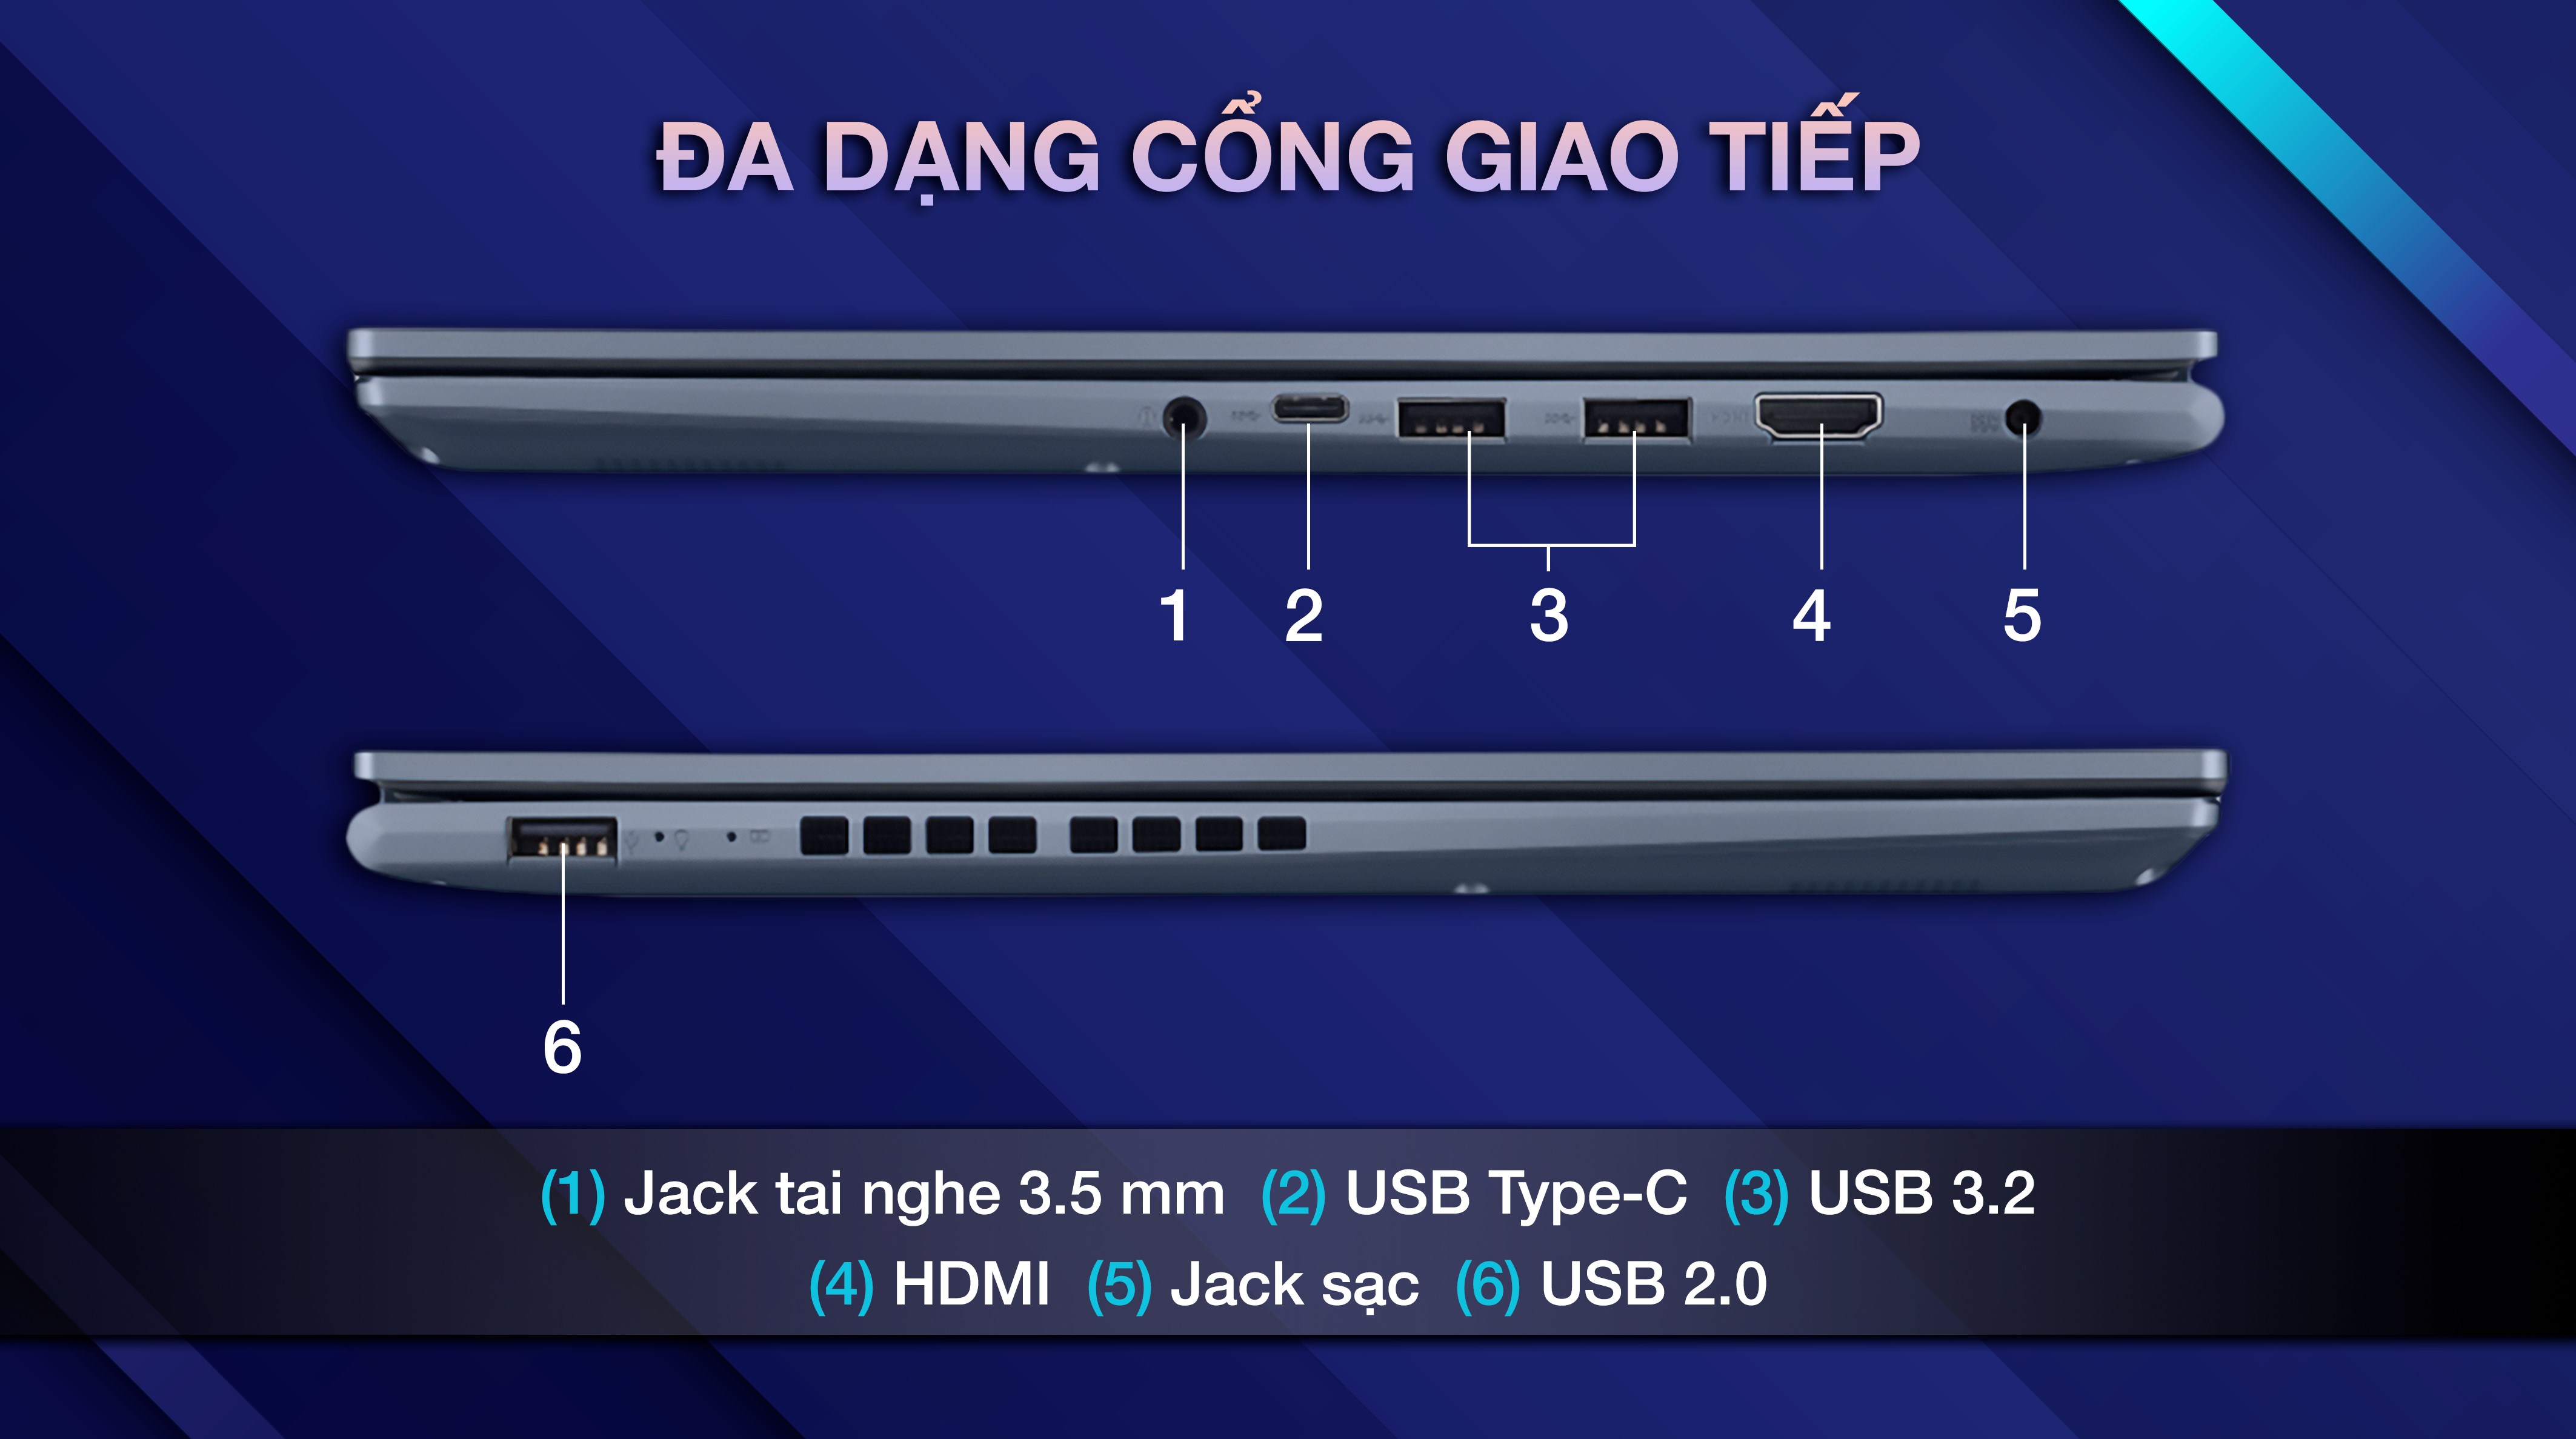 ĐA DẠNG CỔNG GIAO TIẾP
1 2 3 4 5
6
(1) Jack tai nghe 3.5 mm (2) USB Type-C (3) USB 3.2
(4) HDMI (5) Jack sạc (6) USB 2.0